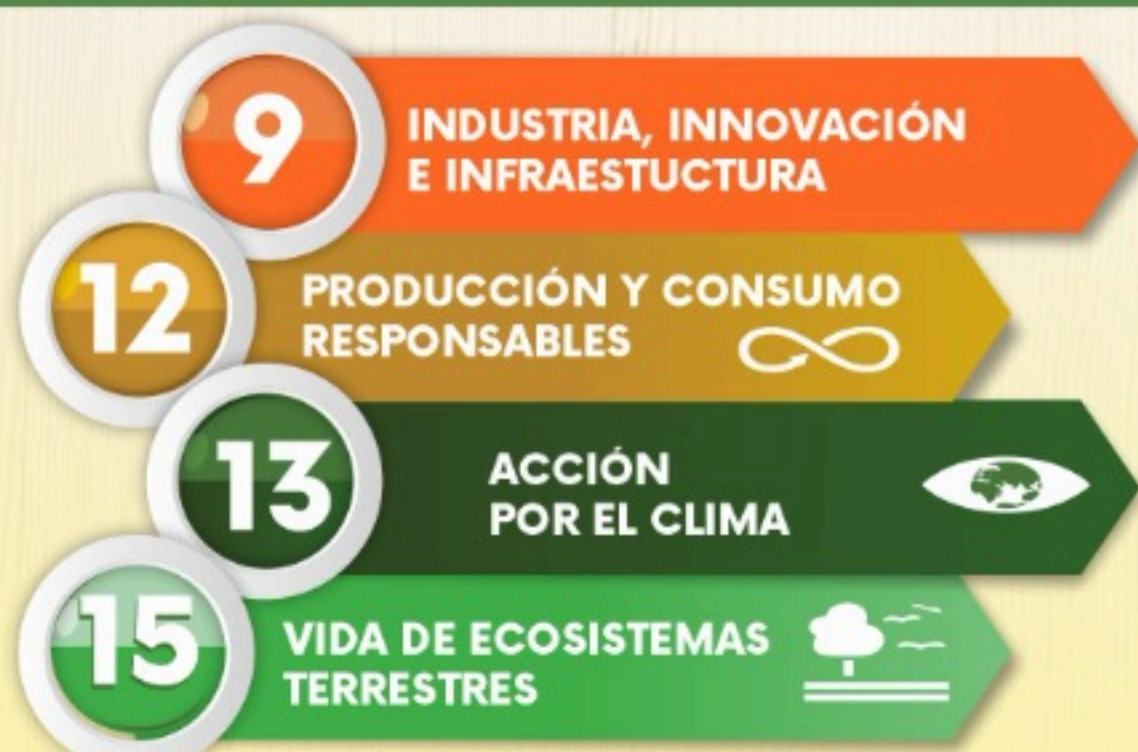 9
INDUSTRIA, INNOVACIÓN
E INFRAESTUCTURA
12
PRODUCCIÓN Y CONSUMO
RESPONSABLES
13
ACCIÓN
POR EL CLIMA
15
VIDA DE ECOSISTEMAS
TERRESTRES